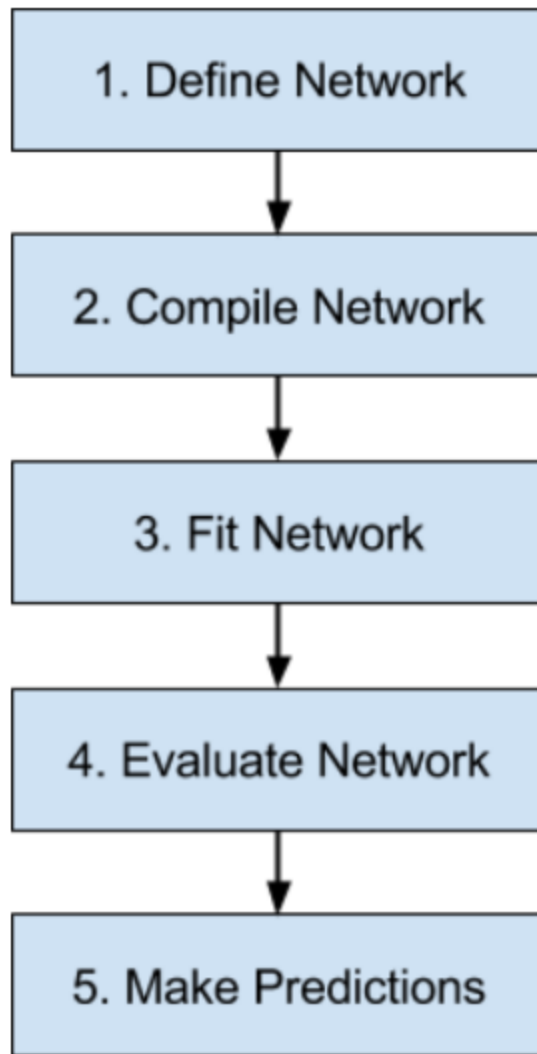 1. Define Network
2. Compile Network
3. Fit Network
4. Evaluate Network
5. Make Predictions